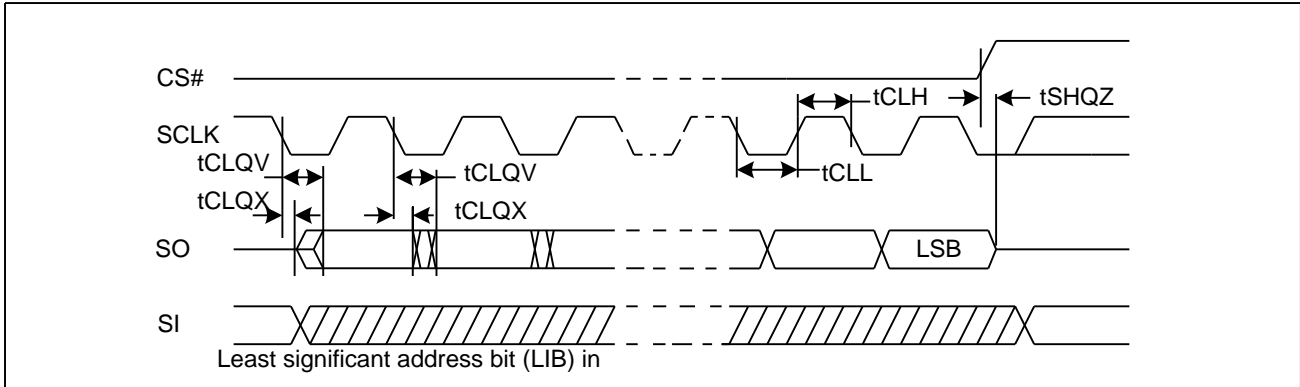 CS#
tCLH
tSHQZ
SCLK
tCLQV
tCLQV
tCLL
tCLQX
tCLQX
SO
LSB
SI
Least significant address bit (LIB) in